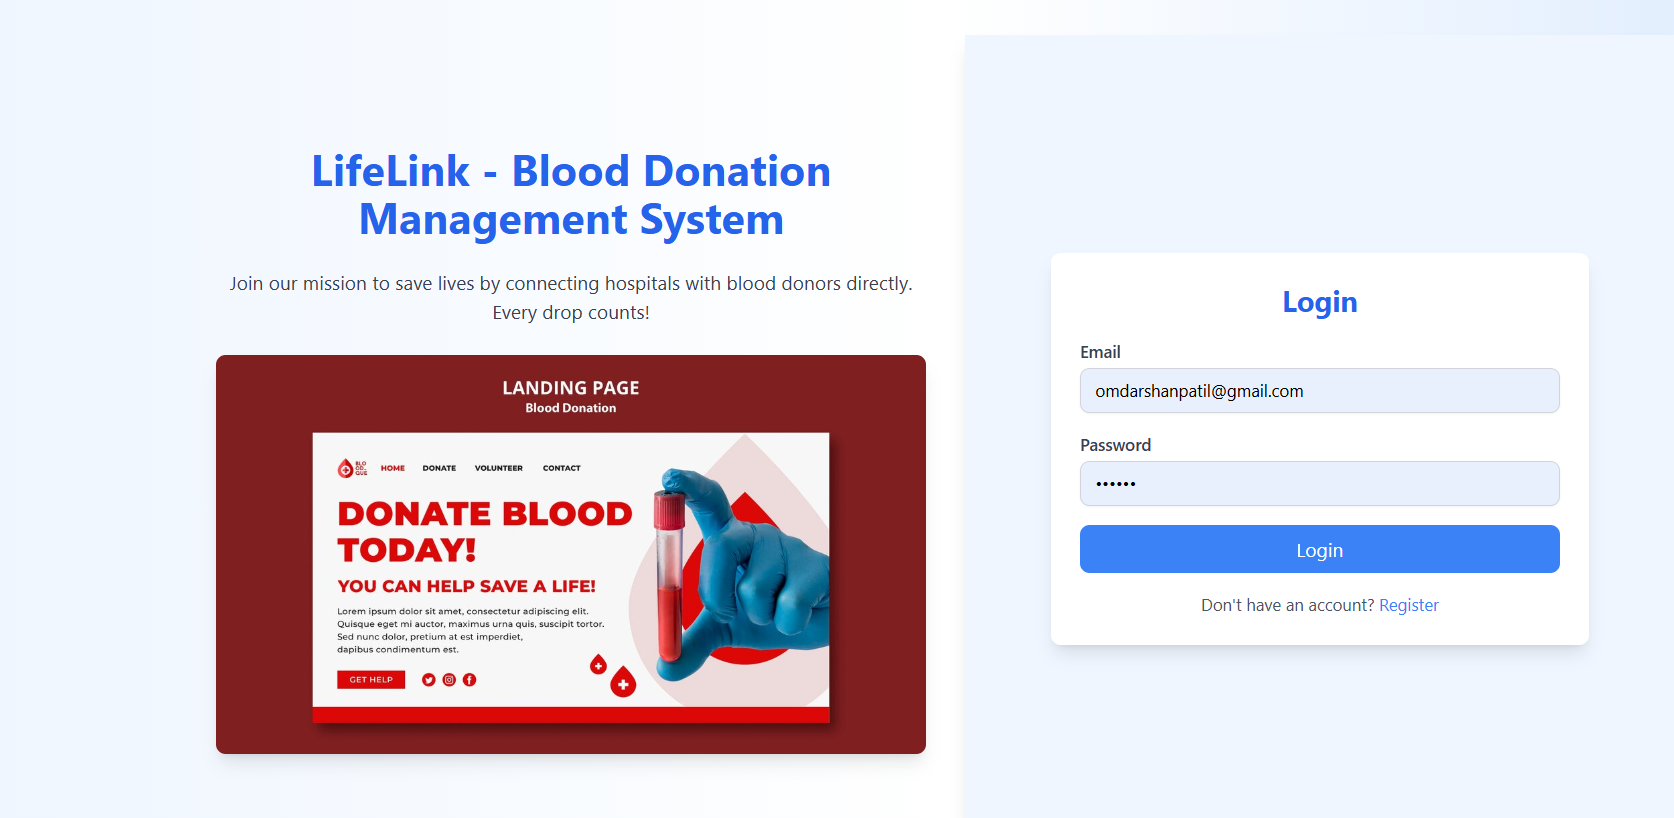 LifeLink - Blood Donation
Management System
Join our mission to save lives by connecting hospitals with blood donors directly.
Every drop counts!
LANDING PAGE
Blood Donation
BLO
OD_
QUE
HOME DONATE VOLUNTEER CONTACT
DONATE BLOOD
TODAY!
YOU CAN HELP SAVE A LIFE!
Lorem ipsum dolor sit amet, consectetur adipiscing elit.
Quisque eget mi auctor, maximus urna quis, suscipit tortor.
Sed nunc dolor, pretium at est imperdiet,
dapibus condimentum est.
GET HELP
Login
Email
omdarshanpatil@gmail.com
Password
••••••
Login
Don't have an account? Register